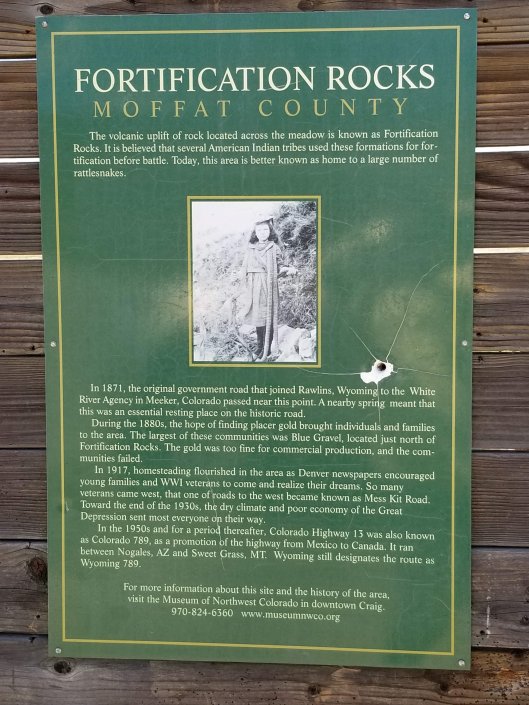 FORTIFICATION ROCKS
MOFFAT COUNTY
The volcanic uplift of rock located across the meadow is known as Fortification
Rocks. It is believed that several American Indian tribes used these formations for for-
tification before battle. Today, this area is better known as home to a large number of
rattlesnakes.
In 1871, the original government road that joined Rawlins, Wyoming to the White
River Agency in Meeker, Colorado passed near this point. A nearby spring meant that
this was an essential resting place on the historic road.
During the 1880s, the hope of finding placer gold brought individuals and families
to the area. The largest of these communities was Blue Gravel, located just north of
Fortification Rocks. The gold was too fine for commercial production, and the com-
munities failed.
In 1917, homesteading flourished in the area as Denver newspapers encouraged
young families and WWI veterans to come and realize their dreams. So many
veterans came west, that one of roads to the west became known as Mess Kit Road.
Toward the end of the 1930s, the dry climate and poor economy of the Great
Depression sent most everyone on their way.
In the 1950s and for a period thereafter, Colorado Highway 13 was also known
as Colorado 789, as a promotion of the highway from Mexico to Canada. It ran
between Nogales, AZ and Sweet Grass, MT. Wyoming still designates the route as
Wyoming 789.
For more information about this site and the history of the area,
visit the Museum of Northwest Colorado in downtown Craig.
970-824-6360 www.museumnwco.org